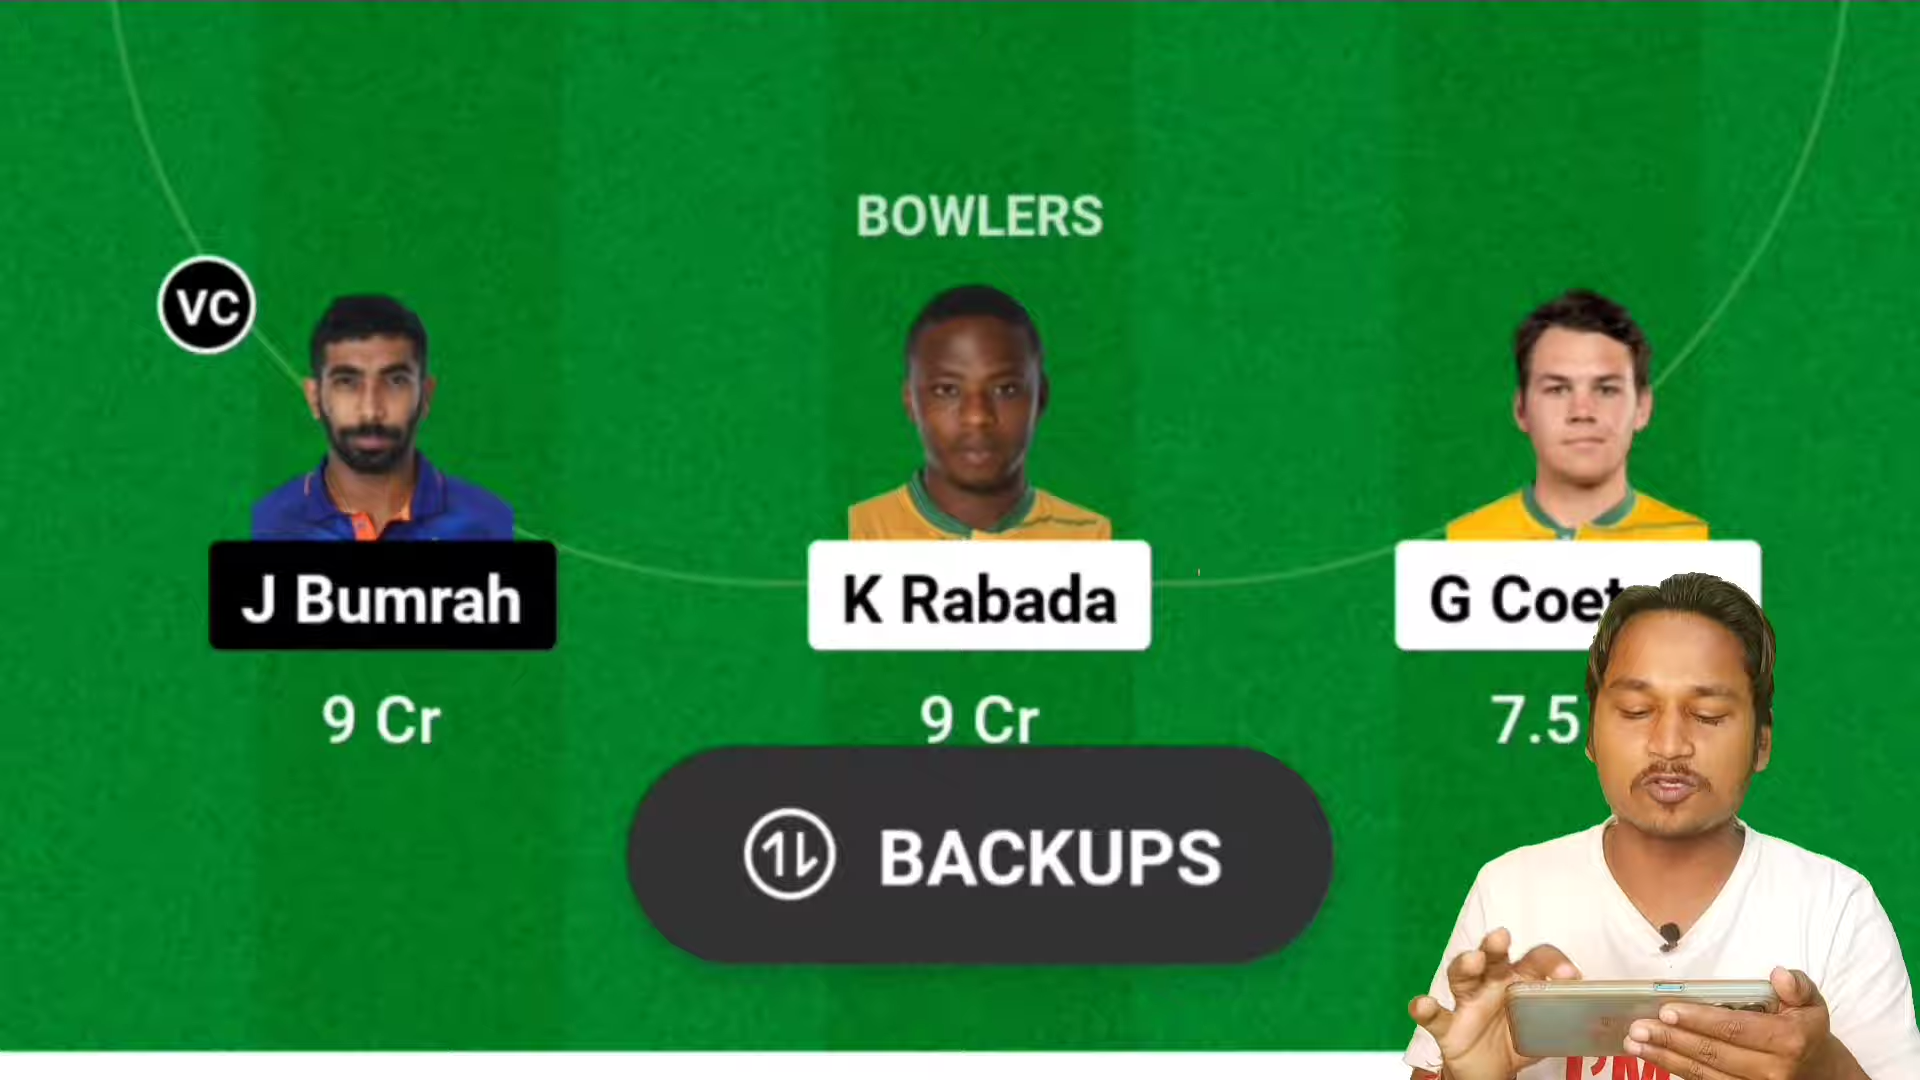 BOWLERS
VC
J Bumrah
K Rabada
G Coet
9 Cr
9 Cr
7.5
BACKUPS
I'M